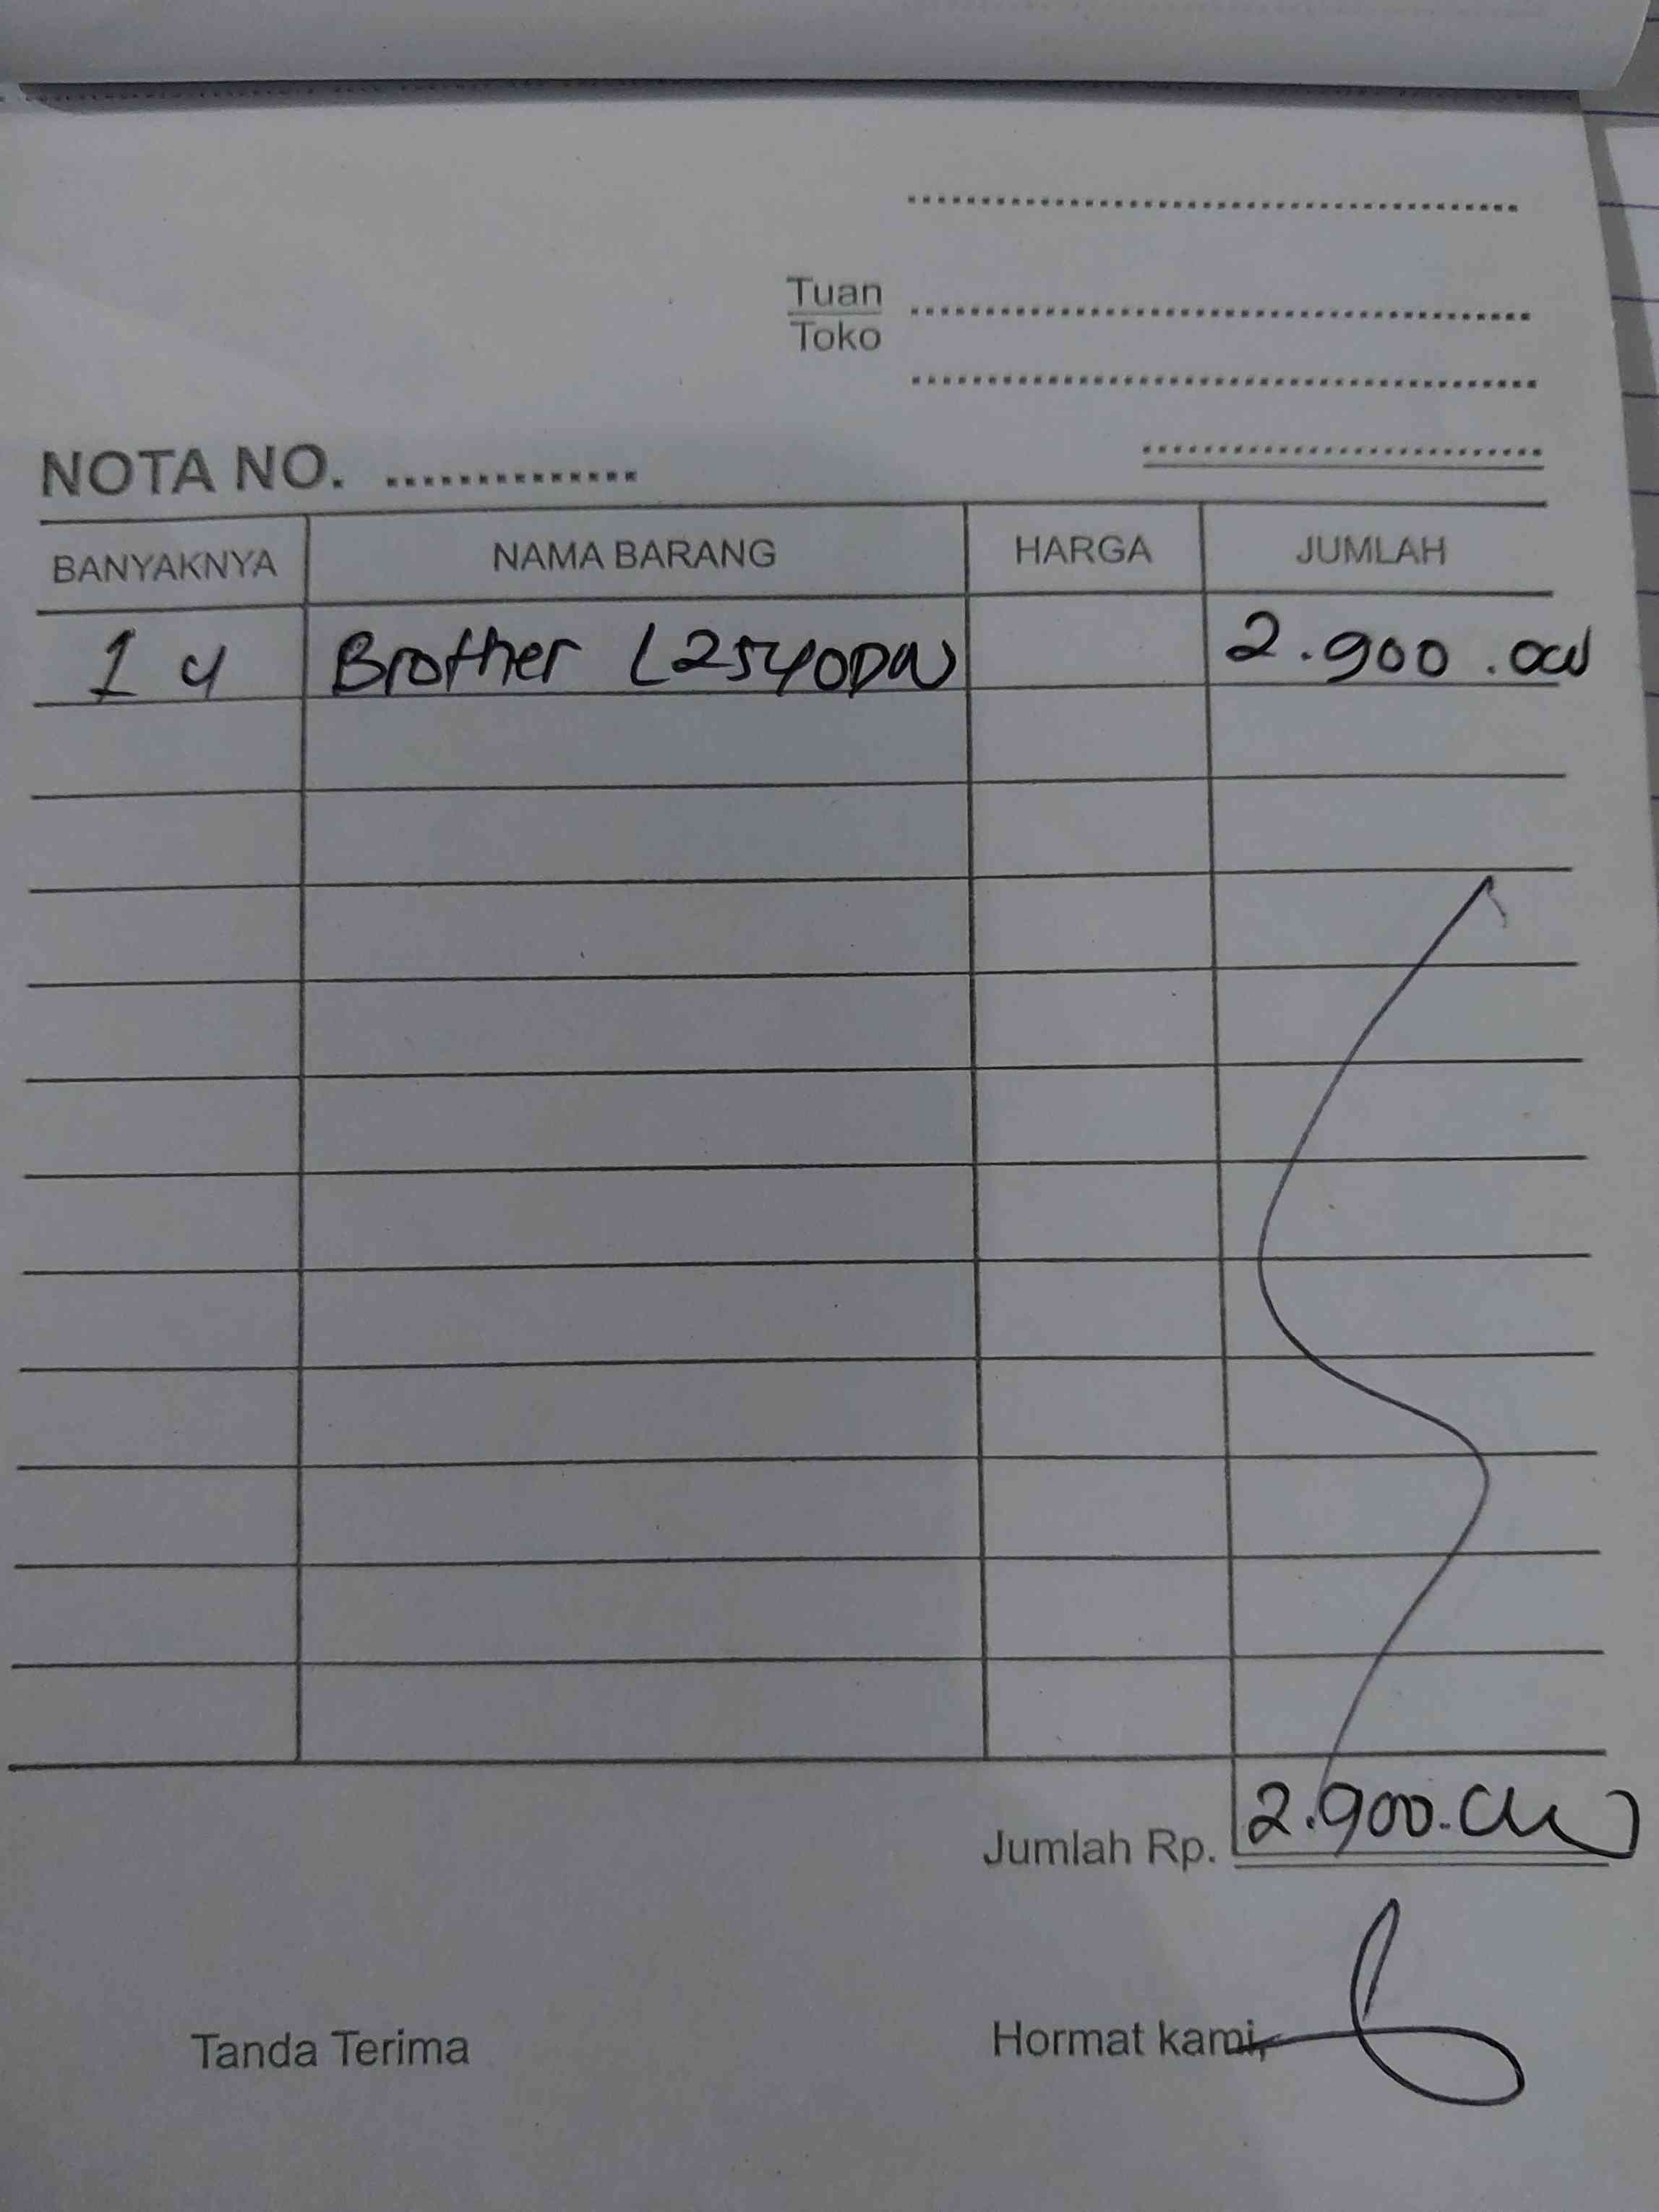 Tuan
Toko
NOTA NO. ..............
BANYAKNYA NAMA BARANG HARGA JUMLAH
1 u Brother L2540DW 2.900.000
Jumlah Rp. 2.900.000
Tanda Terima Hormat kami,